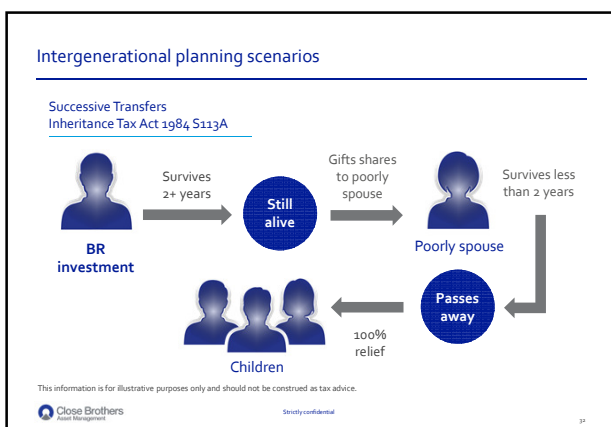 Intergenerational planning scenarios
Successive Transfers
Inheritance Tax Act 1984 S113A
BR
investment
Survives
2+ years
Still
alive
Gifts shares
to poorly
spouse
Poorly spouse
Survives less
than 2 years
Passes
away
100%
relief
Children
This information is for illustrative purposes only and should not be construed as tax advice.
Close Brothers
Asset Management
Strictly confidential
32